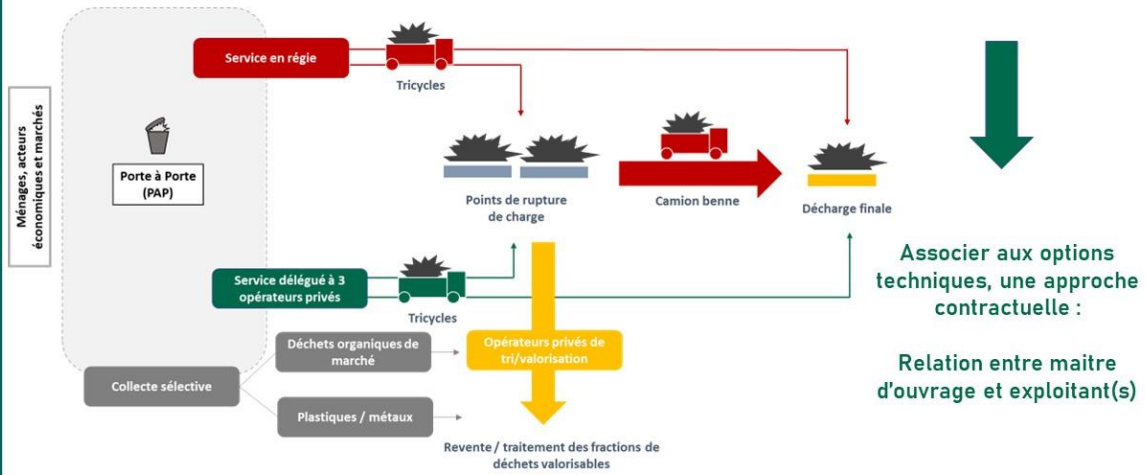 Ménages, acteurs
économiques et marchés
Porte à Porte
(PAP)
Service en régie
Tricycles
Points de rupture
de charge
Camion benne
Décharge finale
Service délégué à 3
opérateurs privés
Tricycles
Collecte sélective
Déchets organiques de
marché
Plastiques / métaux
Opérateurs privés de
tri/valorisation
Revente / traitement des fractions de
déchets valorisables
Associer aux options
techniques, une approche
contractuelle :
Relation entre maitre
d'ouvrage et exploitant(s)